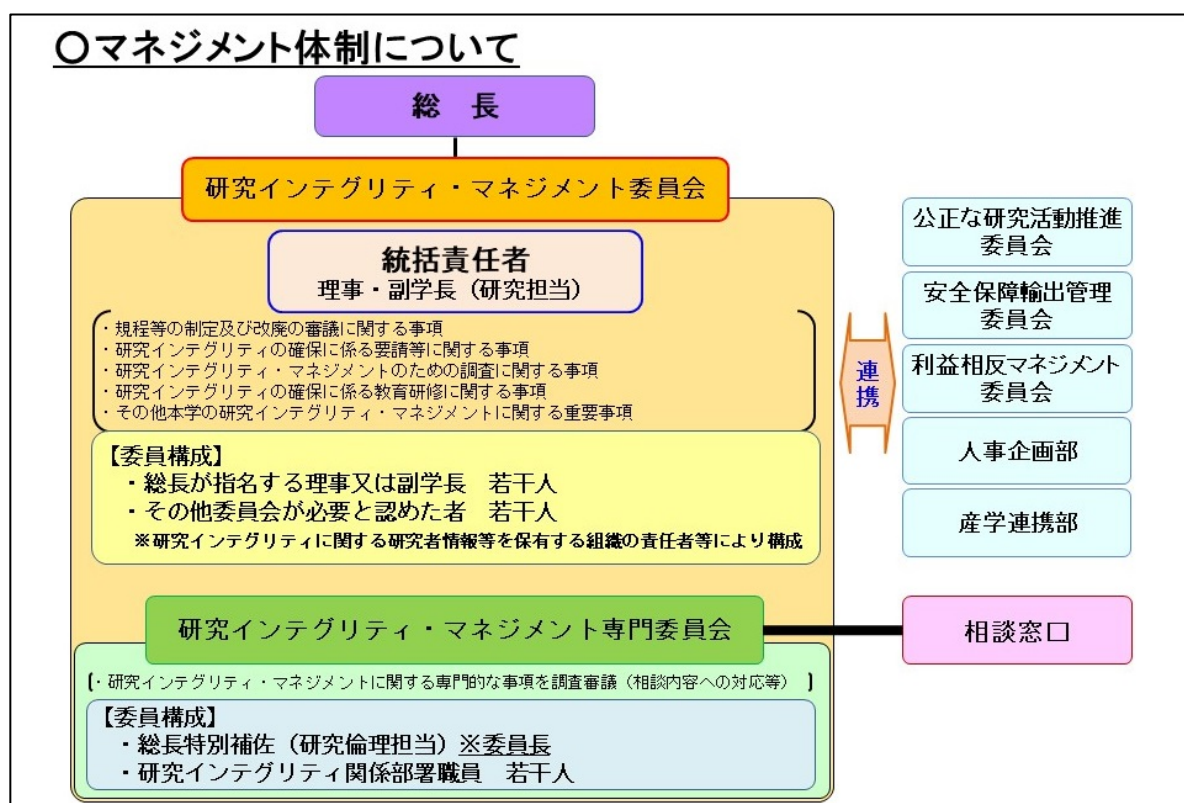 〇マネジメント体制について
総　長
研究インテグリティ・マネジメント委員会
統括責任者
理事・副学長（研究担当）
・規程等の制定及び改廃の審議に関する事項
・研究インテグリティの確保に係る要請等に関する事項
・研究インテグリティ・マネジメントのための調査に関する事項
・研究インテグリティの確保に係る教育研修に関する事項
・その他本学の研究インテグリティ・マネジメントに関する重要事項
【委員構成】
・総長が指名する理事又は副学長　若干人
・その他委員会が必要と認めた者　若干人
※研究インテグリティに関する研究者情報等を保有する組織の責任者等により構成
連携
公正な研究活動推進
委員会
安全保障輸出管理
委員会
利益相反マネジメント
委員会
人事企画部
産学連携部
研究インテグリティ・マネジメント専門委員会
相談窓口
・研究インテグリティ・マネジメントに関する専門的な事項を調査審議（相談内容への対応等）
【委員構成】
・総長特別補佐（研究倫理担当）※委員長
・研究インテグリティ関係部署職員　若干人